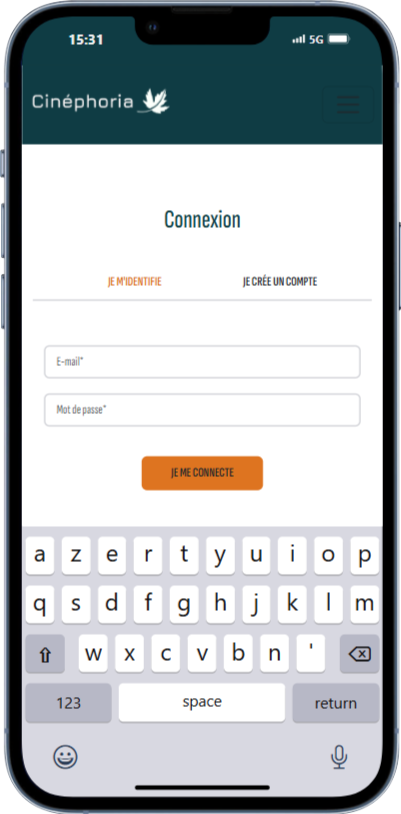 15:31 5G
Cinéphoria
Connexion
JE M'IDENTIFIE JE CRÉE UN COMPTE
E-mail*
Mot de passe*
JE ME CONNECTE
a z e r t y u i o p
q s d f g h j k l m
w x c v b n '
123 space return